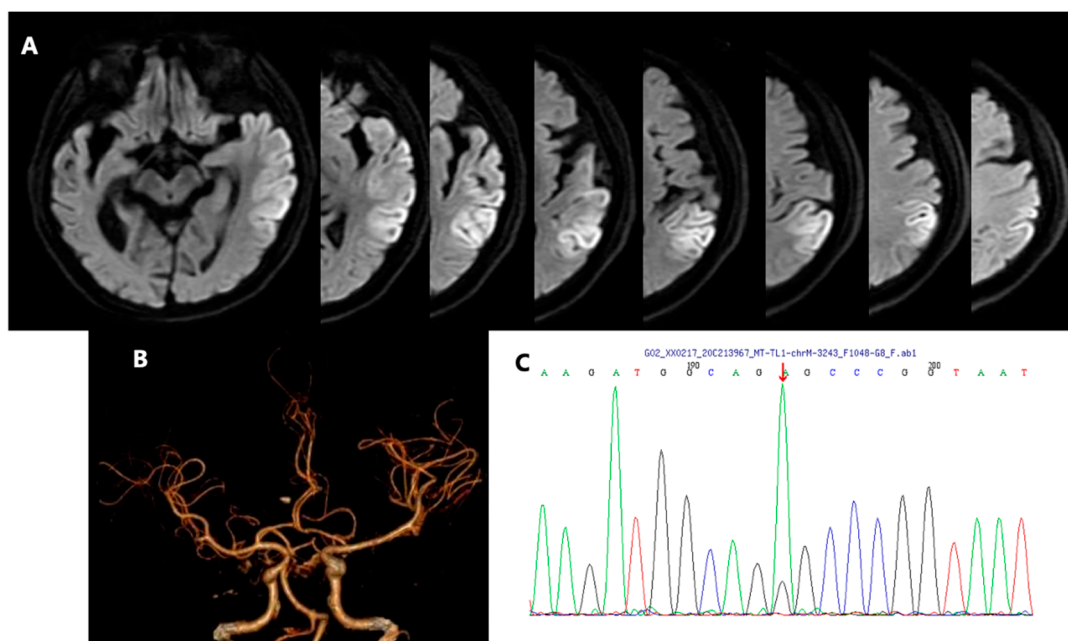 A
B
C
G02_XX0217_20C213967_MT-TL1-chrM-3243_F1048-G8_F.ab1
190 200
A A G A T G G C A G A G C C C G G T A A T